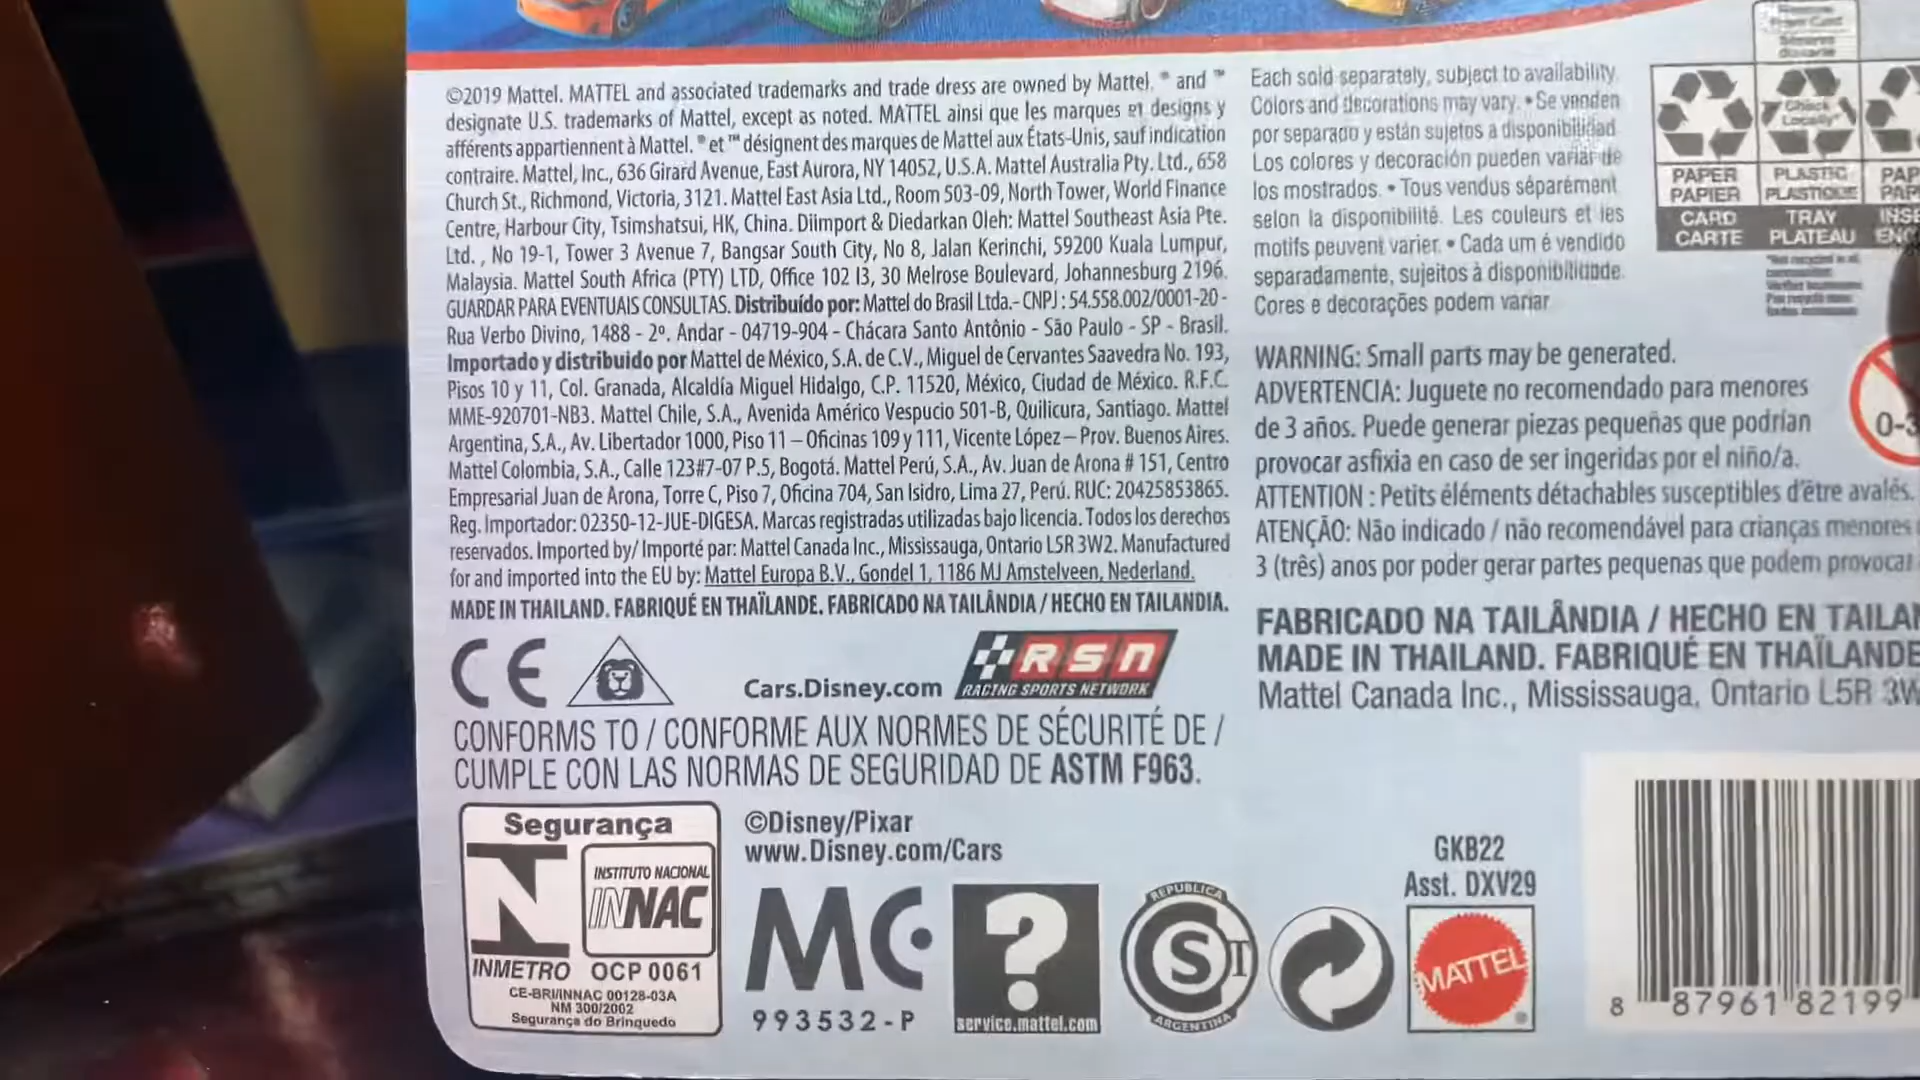 ©2019 Mattel. MATTEL and associated trademarks and trade dress are owned by Mattel. ® and ™
designate U.S. trademarks of Mattel, except as noted. MATTEL ainsi que les marques et designs y
afférents appartiennent à Mattel. ® et ™ désignent des marques de Mattel aux États-Unis, sauf indication
contraire. Mattel, Inc., 636 Girard Avenue, East Aurora, NY 14052, U.S.A. Mattel Australia Pty. Ltd., 658
Church St., Richmond, Victoria, 3121. Mattel East Asia Ltd., Room 503-09, North Tower, World Finance
Centre, Harbour City, Tsimshatsui, HK, China. Diimport & Diedarkan Oleh: Mattel Southeast Asia Pte.
Ltd. , No 19-1, Tower 3 Avenue 7, Bangsar South City, No 8, Jalan Kerinchi, 59200 Kuala Lumpur,
Malaysia. Mattel South Africa (PTY) LTD, Office 102 I3, 30 Melrose Boulevard, Johannesburg 2196.
GUARDAR PARA EVENTUAIS CONSULTAS. Distribuído por: Mattel do Brasil Ltda.- CNPJ : 54.558.002/0001-20 -
Rua Verbo Divino, 1488 - 2º. Andar - 04719-904 - Chácara Santo Antônio - São Paulo - SP - Brasil.
Importado y distribuido por Mattel de México, S.A. de C.V., Miguel de Cervantes Saavedra No. 193,
Pisos 10 y 11, Col. Granada, Alcaldía Miguel Hidalgo, C.P. 11520, México, Ciudad de México. R.F.C.
MME-920701-NB3. Mattel Chile, S.A., Avenida Américo Vespucio 501-B, Quilicura, Santiago. Mattel
Argentina, S.A., Av. Libertador 1000, Piso 11 – Oficinas 109 y 111, Vicente López – Prov. Buenos Aires.
Mattel Colombia, S.A., Calle 123#7-07 P.5, Bogotá. Mattel Perú, S.A., Av. Juan de Arona # 151, Centro
Empresarial Juan de Arona, Torre C, Piso 7, Oficina 704, San Isidro, Lima 27, Perú. RUC: 20425853865.
Reg. Importador: 02350-12-JUE-DIGESA. Marcas registradas utilizadas bajo licencia. Todos los derechos
reservados. Imported by/ Importé par: Mattel Canada Inc., Mississauga, Ontario L5R 3W2. Manufactured
for and imported into the EU by: Mattel Europa B.V., Gondel 1, 1186 MJ Amstelveen, Nederland.
MADE IN THAILAND. FABRIQUÉ EN THAÏLANDE. FABRICADO NA TAILÂNDIA / HECHO EN TAILANDIA.
CE
Cars.Disney.com
RSN
RACING SPORTS NETWORK
CONFORMS TO / CONFORME AUX NORMES DE SÉCURITÉ DE /
CUMPLE CON LAS NORMAS DE SEGURIDAD DE ASTM F963.
Segurança
INSTITUTO NACIONAL
INNAC
INMETRO OCP 0061
CE-BRI/INNAC 00128-03A
NM 300/2002
Segurança do Brinquedo
©Disney/Pixar
www.Disney.com/Cars
MC
993532-P
?
service.mattel.com
REPUBLICA
S
ARGENTINA
Each sold separately, subject to availability.
Colors and decorations may vary. • Se venden
por separado y están sujetos a disponibilidad.
Los colores y decoración pueden variar de
los mostrados. • Tous vendus séparément
selon la disponibilité. Les couleurs et les
motifs peuvent varier. • Cada um é vendido
separadamente, sujeitos à disponibilidade.
Cores e decorações podem variar
Check
Locally*
PAPER
PAPIER
CARD
CARTE
PLASTIC
PLASTIQUE
TRAY
PLATEAU
PAP
PAP
INSE
ENC
WARNING: Small parts may be generated.
ADVERTENCIA: Juguete no recomendado para menores
de 3 años. Puede generar piezas pequeñas que podrían
provocar asfixia en caso de ser ingeridas por el niño/a.
ATTENTION : Petits éléments détachables susceptibles d'être avalés.
ATENÇÃO: Não indicado / não recomendável para crianças menores
3 (três) anos por poder gerar partes pequenas que podem provocar
0-3
FABRICADO NA TAILÂNDIA / HECHO EN TAILAN
MADE IN THAILAND. FABRIQUÉ EN THAÏLANDE
Mattel Canada Inc., Mississauga, Ontario L5R 3W
GKB22
Asst. DXV29
MATTEL
8 87961 82199